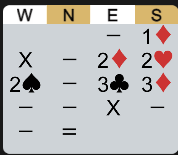 W N E S
– 1♦
X – 2♦ 2♥
2♠ – 3♣ 3♦
– – X –
– =